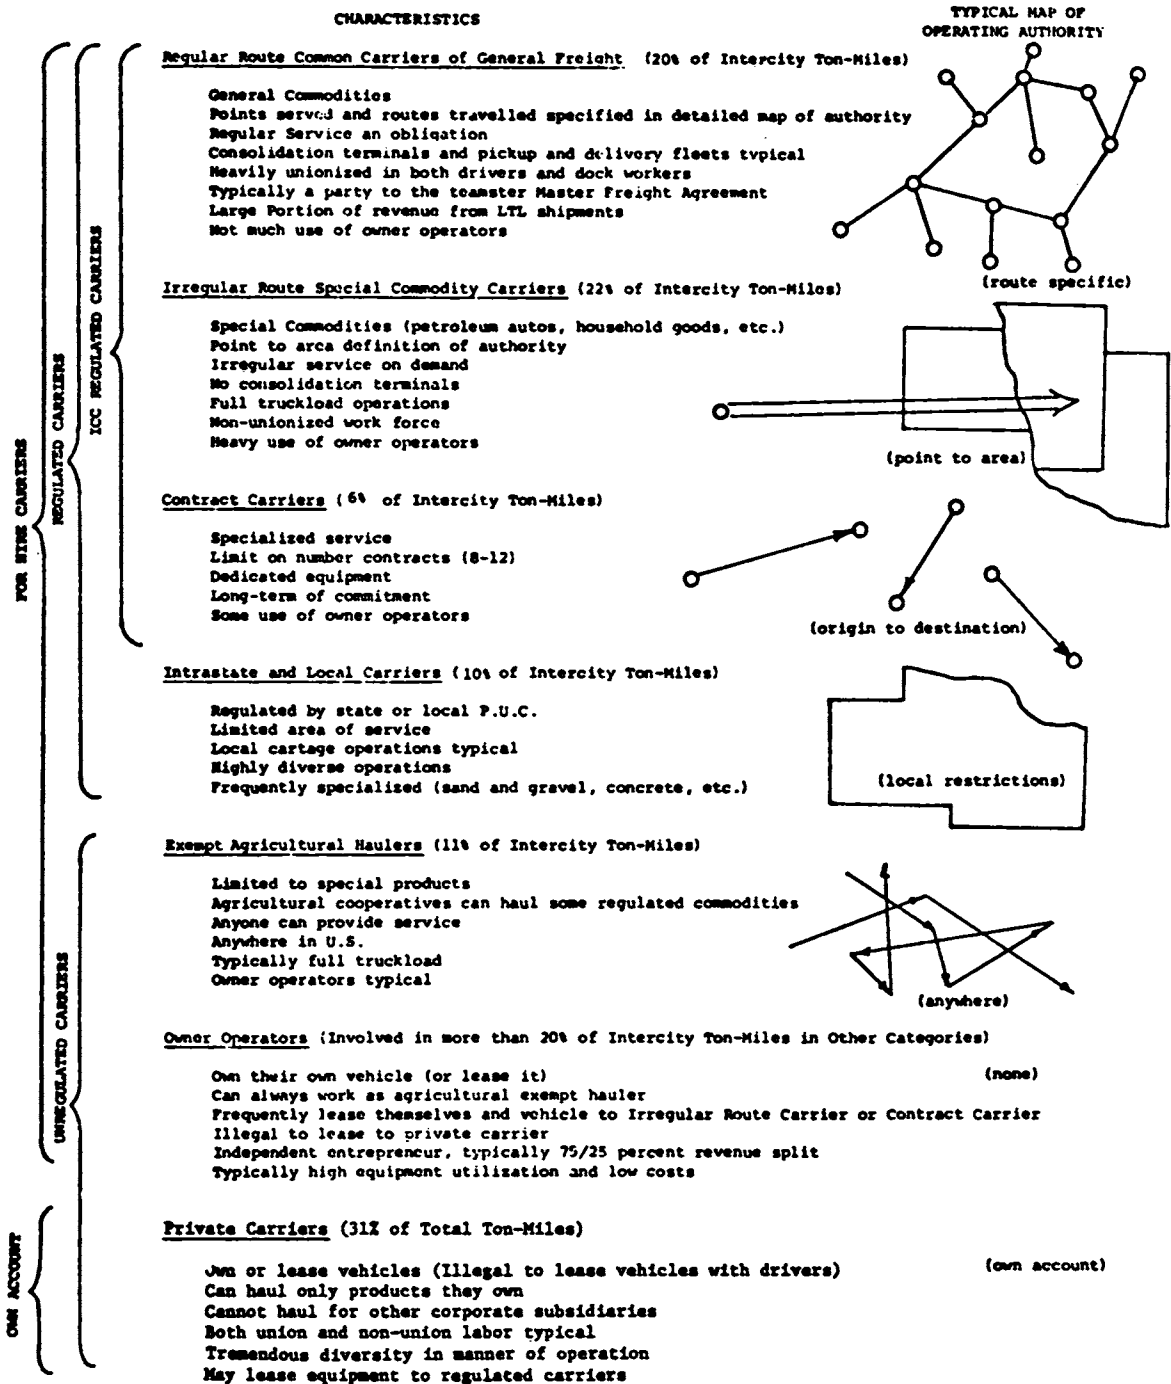 CHARACTERISTICS
TYPICAL MAP OF
OPERATING AUTHORITY
FOR HIRE CARRIERS
REGULATED CARRIERS
ICC REGULATED CARRIERS
Regular Route Common Carriers of General Freight (20% of Intercity Ton-Miles)
General Commodities
Points served and routes travelled specified in detailed map of authority
Regular Service an obligation
Consolidation terminals and pickup and delivery fleets typical
Heavily unionized in both drivers and dock workers
Typically a party to the teamster Master Freight Agreement
Large Portion of revenue from LTL shipments
Not much use of owner operators
(route specific)
Irregular Route Special Commodity Carriers (22% of Intercity Ton-Miles)
Special Commodities (petroleum autos, household goods, etc.)
Point to area definition of authority
Irregular service on demand
No consolidation terminals
Full truckload operations
Non-unionized work force
Heavy use of owner operators
(point to area)
Contract Carriers (6% of Intercity Ton-Miles)
Specialized service
Limit on number contracts (8-12)
Dedicated equipment
Long-term of commitment
Some use of owner operators
(origin to destination)
Intrastate and Local Carriers (10% of Intercity Ton-Miles)
Regulated by state or local P.U.C.
Limited area of service
Local cartage operations typical
Highly diverse operations
Frequently specialized (sand and gravel, concrete, etc.)
(local restrictions)
UNREGULATED CARRIERS
Exempt Agricultural Haulers (11% of Intercity Ton-Miles)
Limited to special products
Agricultural cooperatives can haul some regulated commodities
Anyone can provide service
Anywhere in U.S.
Typically full truckload
Owner operators typical
(anywhere)
Owner Operators (Involved in more than 20% of Intercity Ton-Miles in Other Categories)
Own their own vehicle (or lease it)
(none)
Can always work as agricultural exempt hauler
Frequently lease themselves and vehicle to Irregular Route Carrier or Contract Carrier
Illegal to lease to private carrier
Independent entrepreneur, typically 75/25 percent revenue split
Typically high equipment utilization and low costs
OWN ACCOUNT
Private Carriers (31% of Total Ton-Miles)
Own or lease vehicles (Illegal to lease vehicles with drivers)
(own account)
Can haul only products they own
Cannot haul for other corporate subsidiaries
Both union and non-union labor typical
Tremendous diversity in manner of operation
May lease equipment to regulated carriers